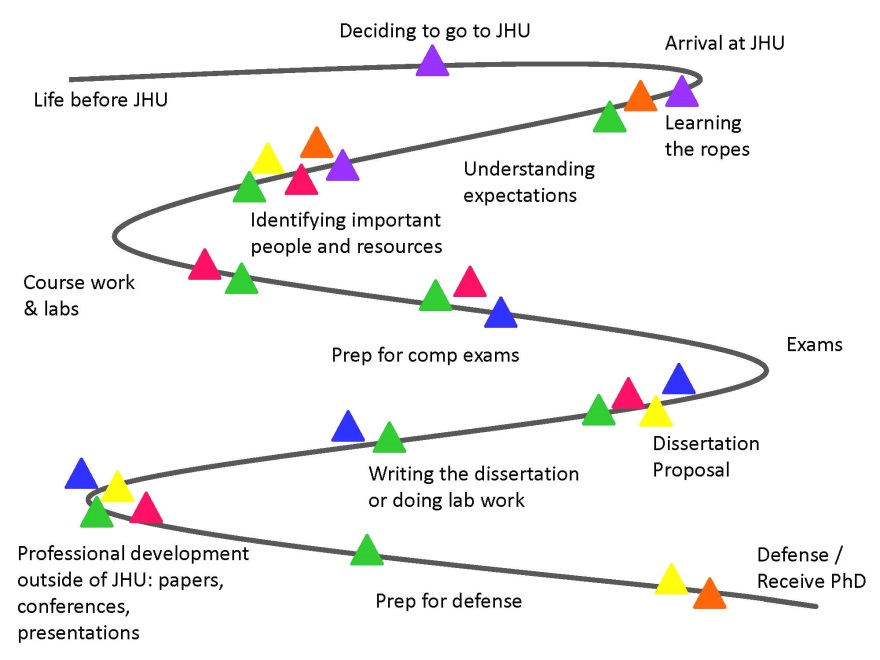 Deciding to go to JHU
Arrival at JHU
Life before JHU
Learning
the ropes
Understanding
expectations
Identifying important
people and resources
Course work
& labs
Prep for comp exams
Exams
Dissertation
Proposal
Writing the dissertation
or doing lab work
Professional development
outside of JHU: papers,
conferences,
presentations
Defense /
Receive PhD
Prep for defense